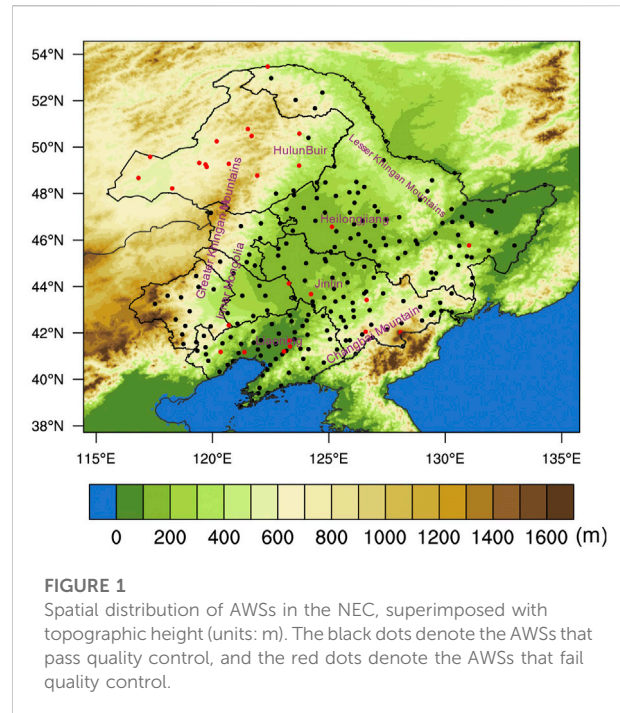 54°N
52°N
50°N
48°N
46°N
44°N
42°N
40°N
38°N
HulunBuir
Lesser Khingan Mountains
Greater Khingan Mountains
Heilongjiang
Jinlin
Changbai Mountain
115°E 120°E 125°E 130°E 135°E
0 200 400 600 800 1000 1200 1400 1600 (m)
FIGURE 1
Spatial distribution of AWSs in the NEC, superimposed with
topographic height (units: m). The black dots denote the AWSs that
pass quality control, and the red dots denote the AWSs that fail
quality control.